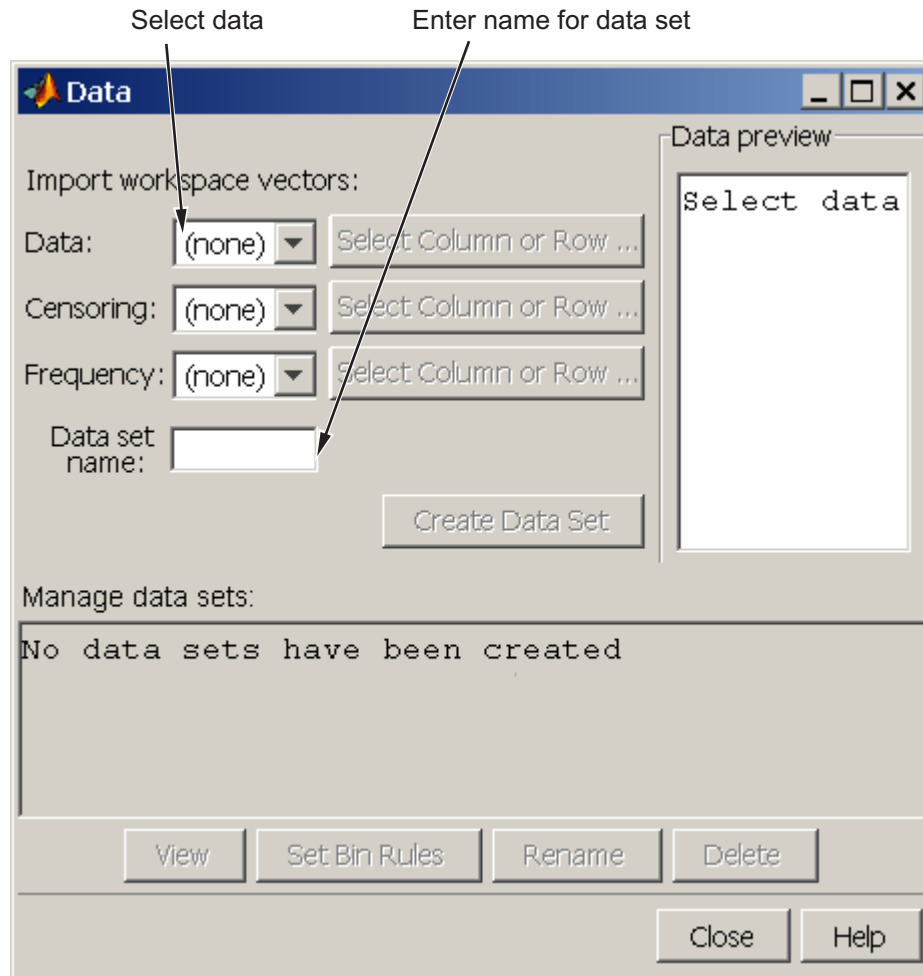 Select data
Enter name for data set
Data
Data preview
Import workspace vectors:
Select data
Data: (none) Select Column or Row ...
Censoring: (none) Select Column or Row ...
Frequency: (none) Select Column or Row ...
Data set
name:
Create Data Set
Manage data sets:
No data sets have been created
View Set Bin Rules Rename Delete
Close Help